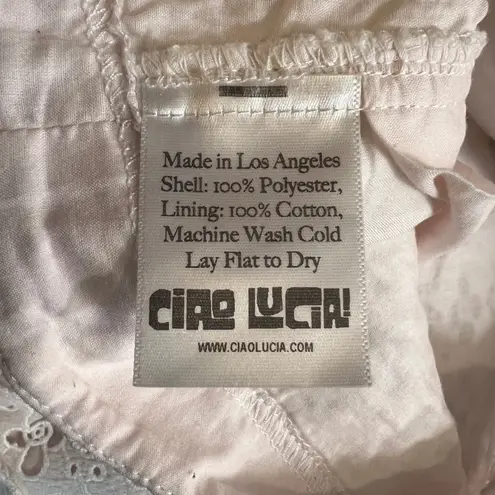 Made in Los Angeles
Shell: 100% Polyester,
Lining: 100% Cotton,
Machine Wash Cold
Lay Flat to Dry
CIAO LUCIA!
WWW.CIAOLUCIA.COM